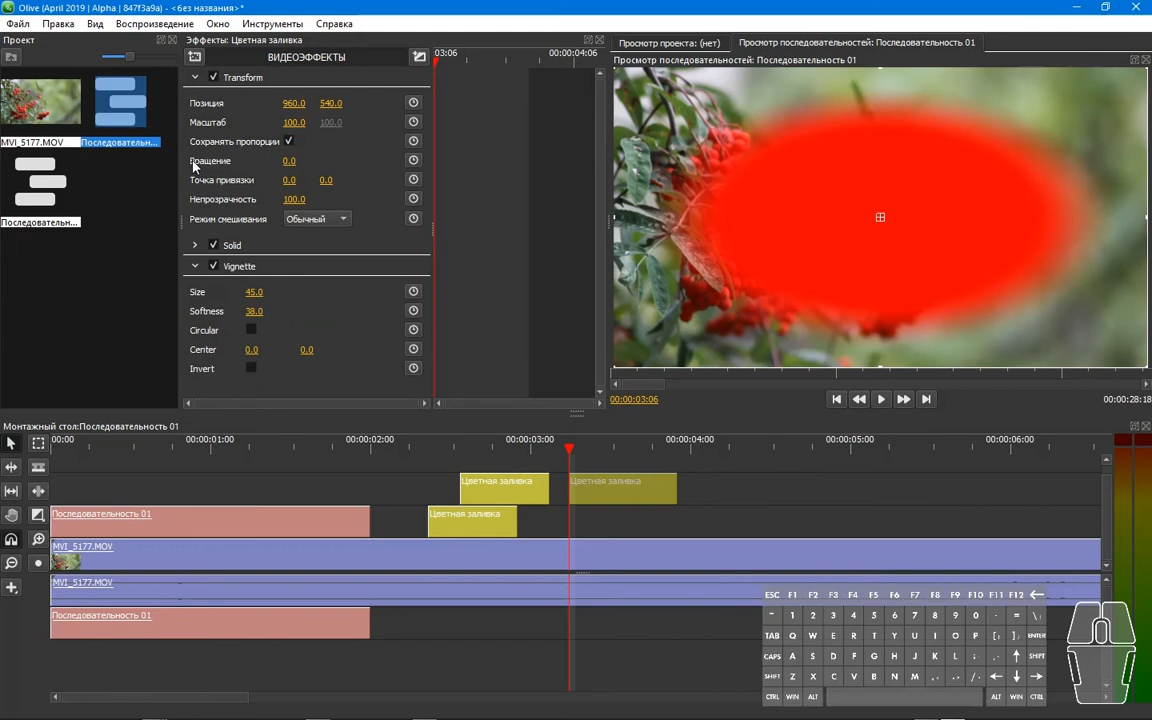 Olive (April 2019 | Alpha | 847f3a9a) - <без названия>*
Файл Правка Вид Воспроизведение Окно Инструменты Справка
Проект
MVI_5177.MOV Последовательн...
Последовательн...
Эффекты: Цветная заливка
ВИДЕОЭФФЕКТЫ
03:06 00:00:04:06
Transform
Позиция 960.0 540.0
Масштаб 100.0 100.0
Сохранять пропорции
Вращение 0.0
Точка привязки 0.0 0.0
Непрозрачность 100.0
Режим смешивания Обычный
Solid
Vignette
Size 45.0
Softness 38.0
Circular
Center 0.0 0.0
Invert
Просмотр проекта: (нет) Просмотр последовательностей: Последовательность 01
Просмотр последовательностей: Последовательность 01
00:00:03:06 00:00:28:18
Монтажный стол:Последовательность 01
00:00 00:00:01:00 00:00:02:00 00:00:03:00 00:00:04:00 00:00:05:00 00:00:06:00
Цветная заливка Цветная заливка
Последовательность 01 Цветная заливка
MVI_5177.MOV
MVI_5177.MOV
Последовательность 01
ESC F1 F2 F3 F4 F5 F6 F7 F8 F9 F10 F11 F12
1 2 3 4 5 6 7 8 9 0
TAB Q W E R T Y U I O P ENTER
CAPS A S D F G H J K L SHIFT
SHIFT Z X C V B N M CTRL
CTRL WIN ALT ALT WIN CTRL